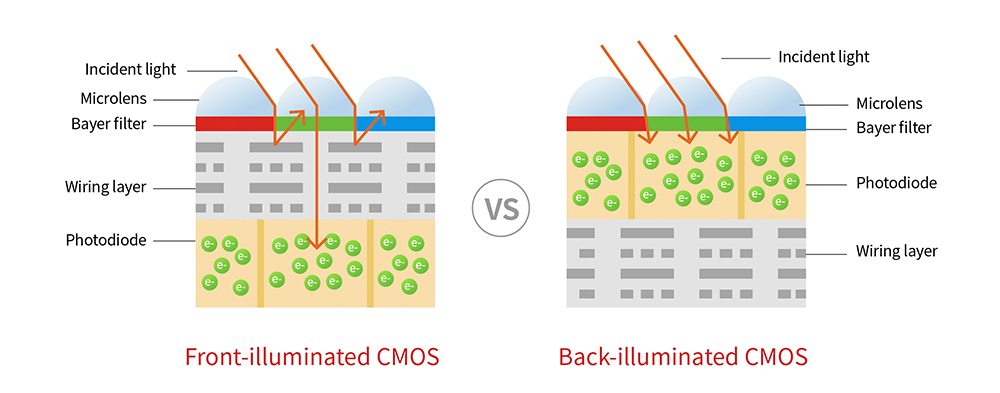 Incident light
Microlens
Bayer filter
Wiring layer
Photodiode
e- e- e- e- e- e- e- e-
e- e- e- e- e- e- e- e- e- e-
e- e- e- e- e- e-
Front-illuminated CMOS
VS
Incident light
Microlens
Bayer filter
Photodiode
Wiring layer
e- e- e- e- e- e-
e- e- e- e- e- e- e- e- e- e-
e- e- e- e- e- e- e-
Back-illuminated CMOS